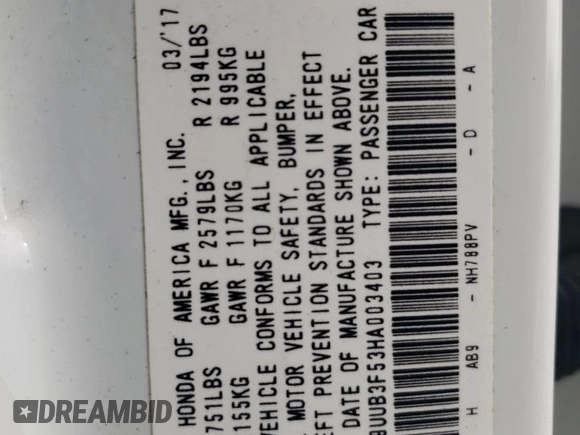 HONDA OF AMERICA MFG., INC. 03/'17
751LBS GAWR F 2579LBS R 2194LBS
155KG GAWR F 1170KG R 995KG
VEHICLE CONFORMS TO ALL APPLICABLE
MOTOR VEHICLE SAFETY, BUMPER,
EFT PREVENTION STANDARDS IN EFFECT
DATE OF MANUFACTURE SHOWN ABOVE.
UUB3F53HA003403 TYPE: PASSENGER CAR
H AB9 - NH788PV - D - A
DREAMBID